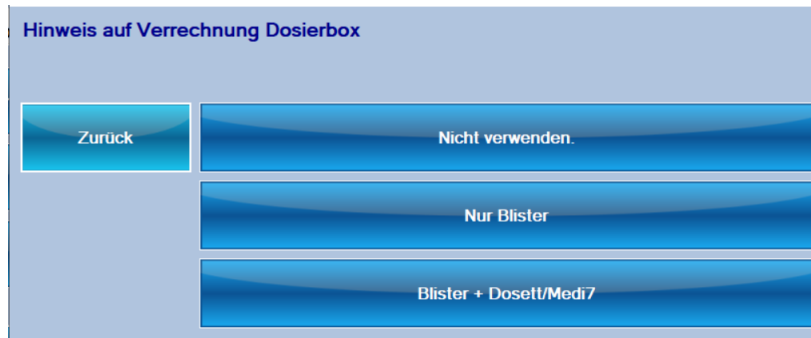 Hinweis auf Verrechnung Dosierbox
Zurück
Nicht verwenden.
Nur Blister
Blister + Dosett/Medi7